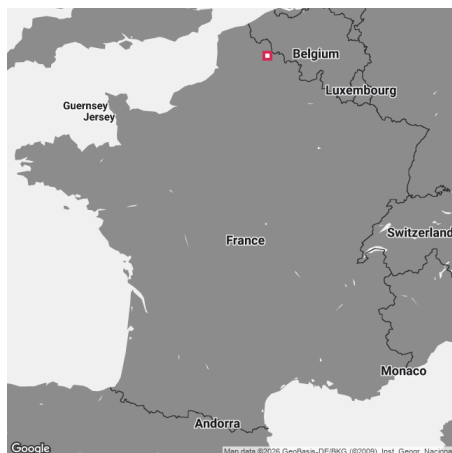 Belgium
Luxembourg
Guernsey
Jersey
Switzerland
France
Monaco
Andorra
Google
Map data ©2026 GeoBasis-DE/BKG (©2009), Inst. Geogr. Naciona